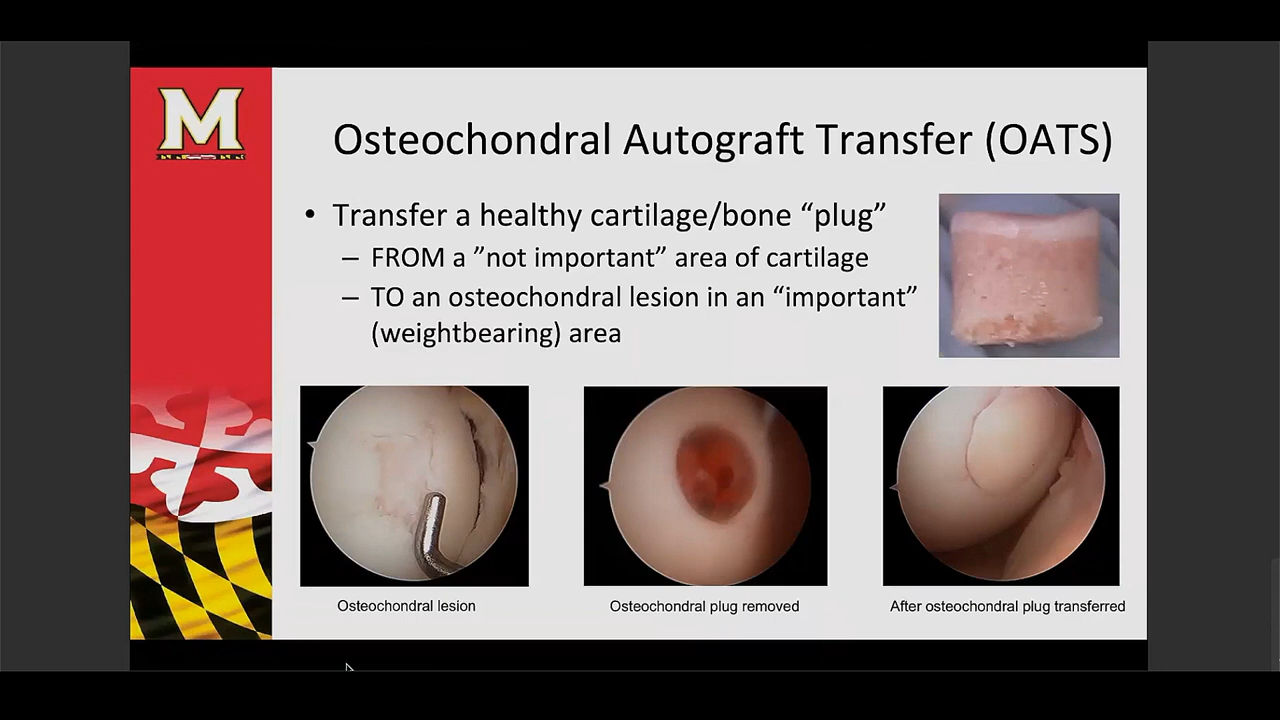 M
Osteochondral Autograft Transfer (OATS)
• Transfer a healthy cartilage/bone “plug”
– FROM a ”not important” area of cartilage
– TO an osteochondral lesion in an “important”
(weightbearing) area
Osteochondral lesion
Osteochondral plug removed
After osteochondral plug transferred